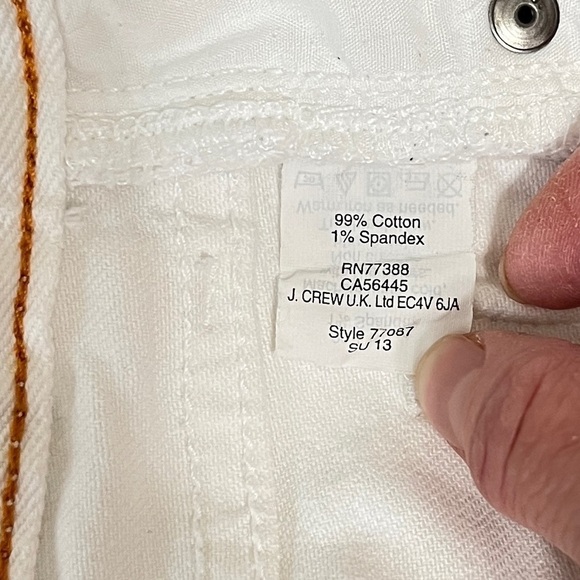 99% Cotton
1% Spandex
RN77388
CA56445
J. CREW U.K. Ltd EC4V 6JA
Style 77087
SU 13